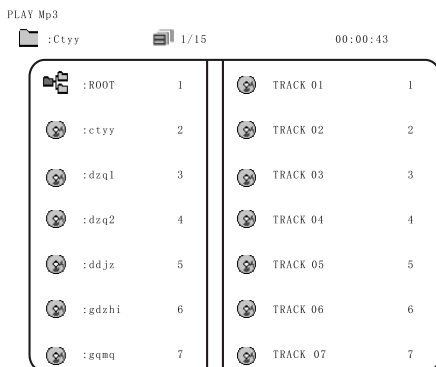 PLAY Mp3
:Ctyy 1/15 00:00:43
:ROOT 1 TRACK 01 1
:ctyy 2 TRACK 02 2
:dzq1 3 TRACK 03 3
:dzq2 4 TRACK 04 4
:ddjz 5 TRACK 05 5
:gdzhi 6 TRACK 06 6
:gqmq 7 TRACK 07 7